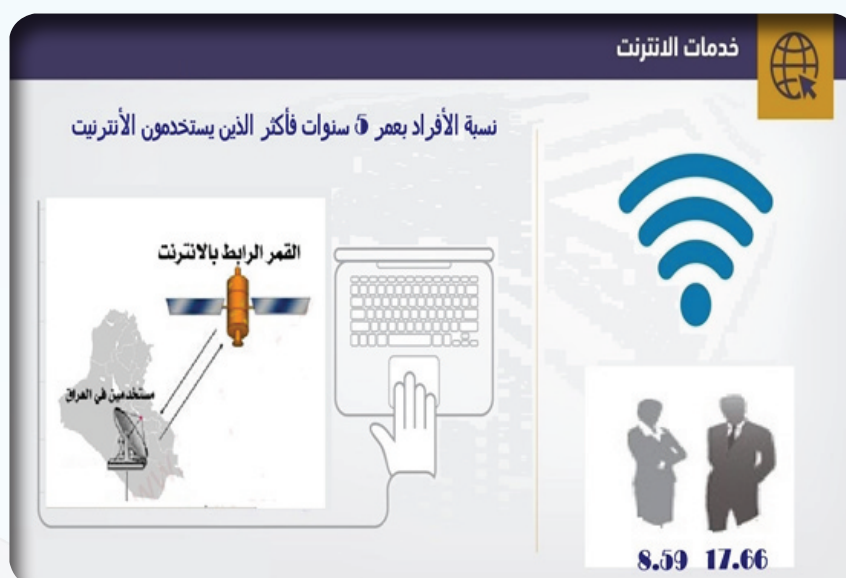 خدمات الانترنت
نسبة الأفراد بعمر 5 سنوات فأكثر الذين يستخدمون الأنترنيت
القمر الرابط بالانترنت
مستخدمين في العراق
8.59 17.66